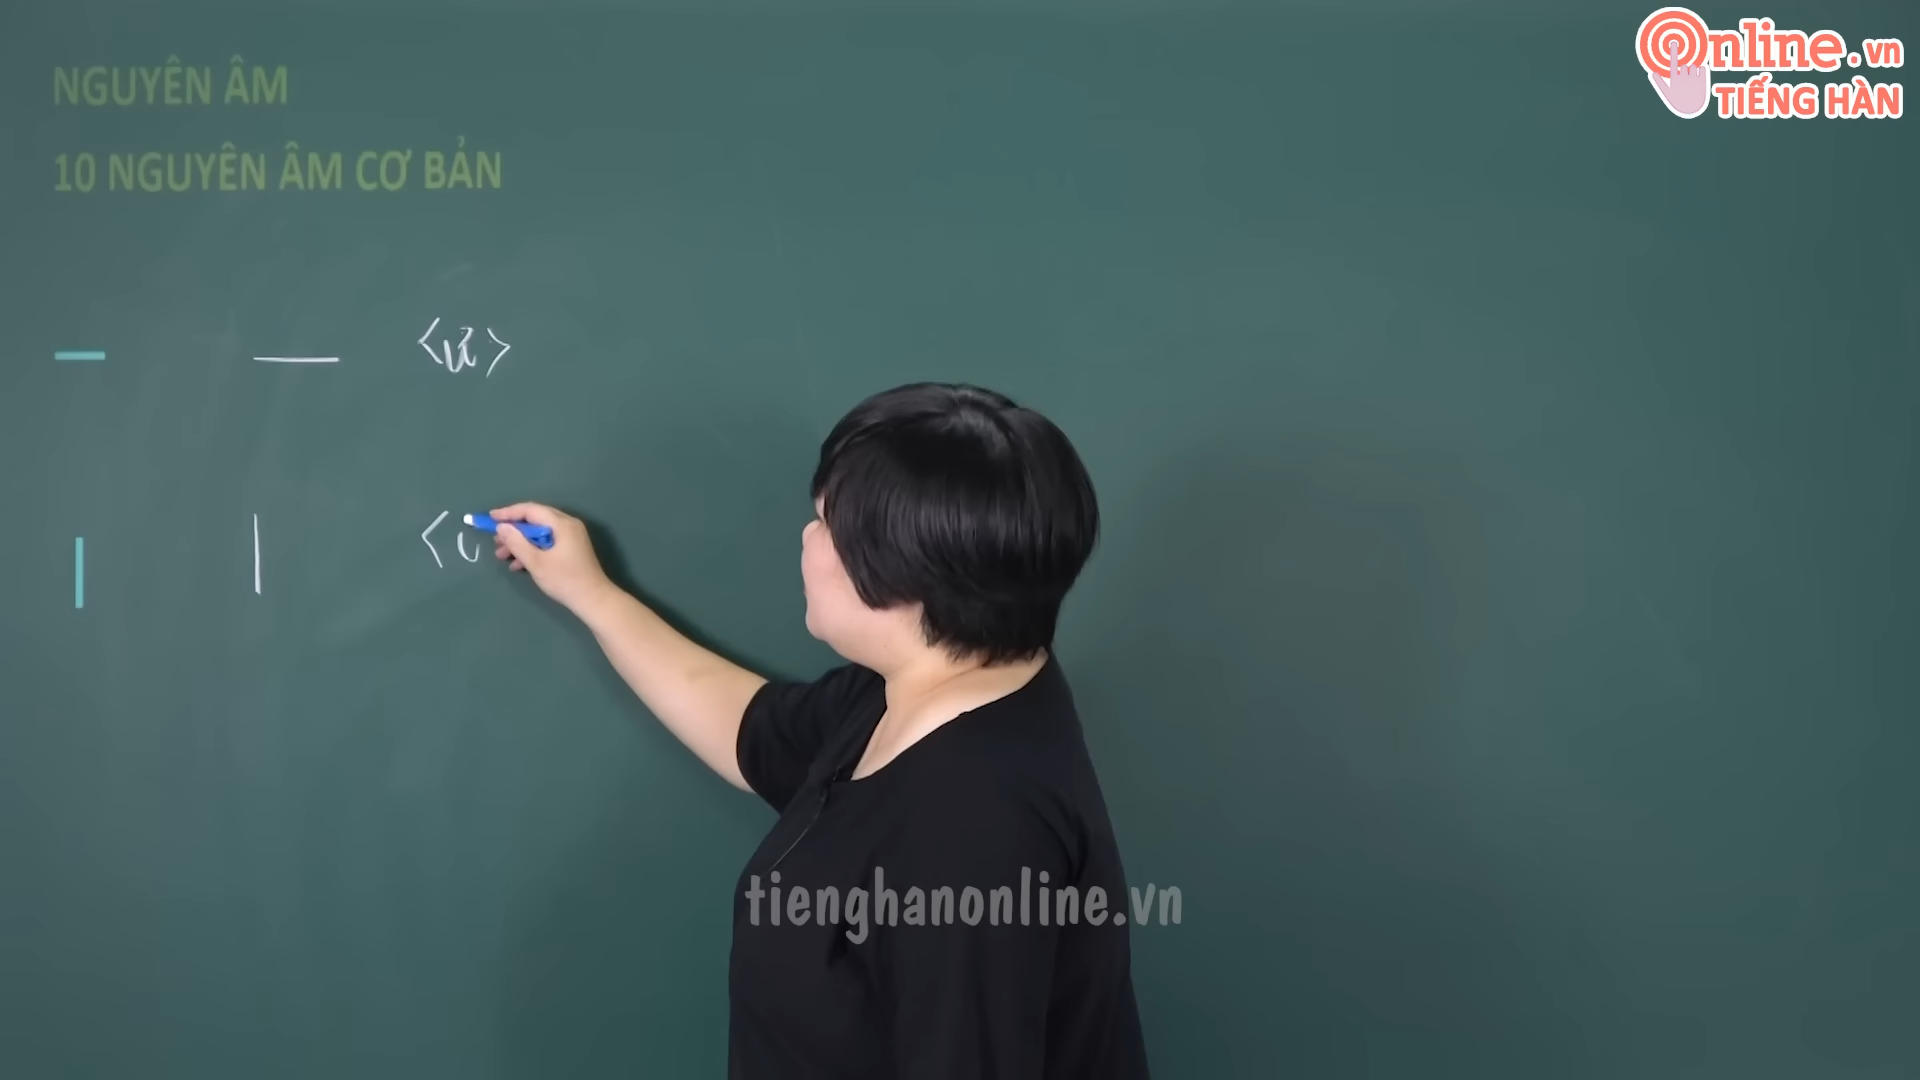 NGUYÊN ÂM
10 NGUYÊN ÂM CƠ BẢN
Online.vn
TIẾNG HÀN
ㅡ ㅡ <ư>
ㅣ ㅣ <i
tienghanonline.vn